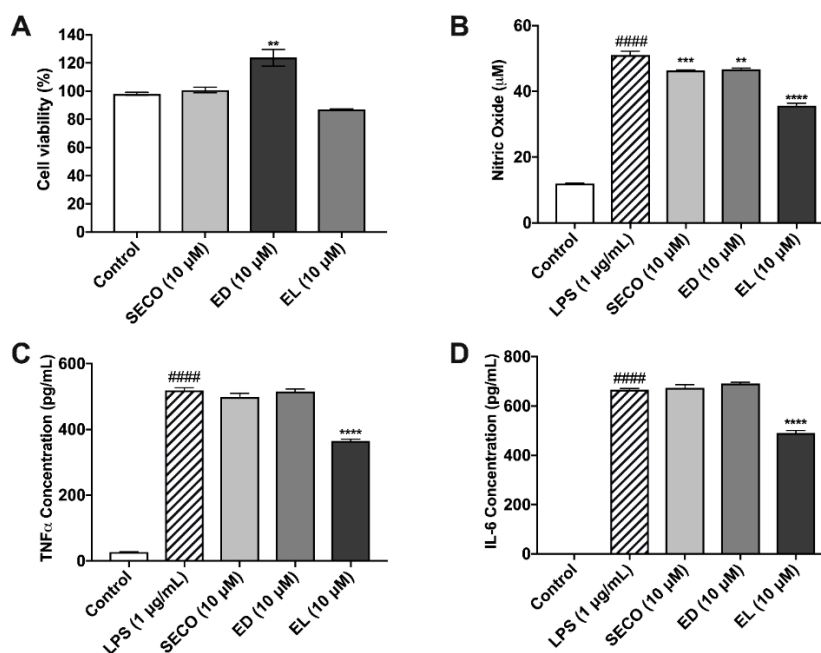 A
Cell viability (%)
140
120
100
80
60
40
20
0
**
Control
SECO (10 µM)
ED (10 µM)
EL (10 µM)
B
Nitric Oxide (µM)
60
40
20
0
####
***
**
****
Control
LPS (1 µg/mL)
SECO (10 µM)
ED (10 µM)
EL (10 µM)
C
TNFα Concentration (pg/mL)
600
400
200
0
####
****
Control
LPS (1 µg/mL)
SECO (10 µM)
ED (10 µM)
EL (10 µM)
D
IL-6 Concentration (pg/mL)
800
600
400
200
0
####
****
Control
LPS (1 µg/mL)
SECO (10 µM)
ED (10 µM)
EL (10 µM)